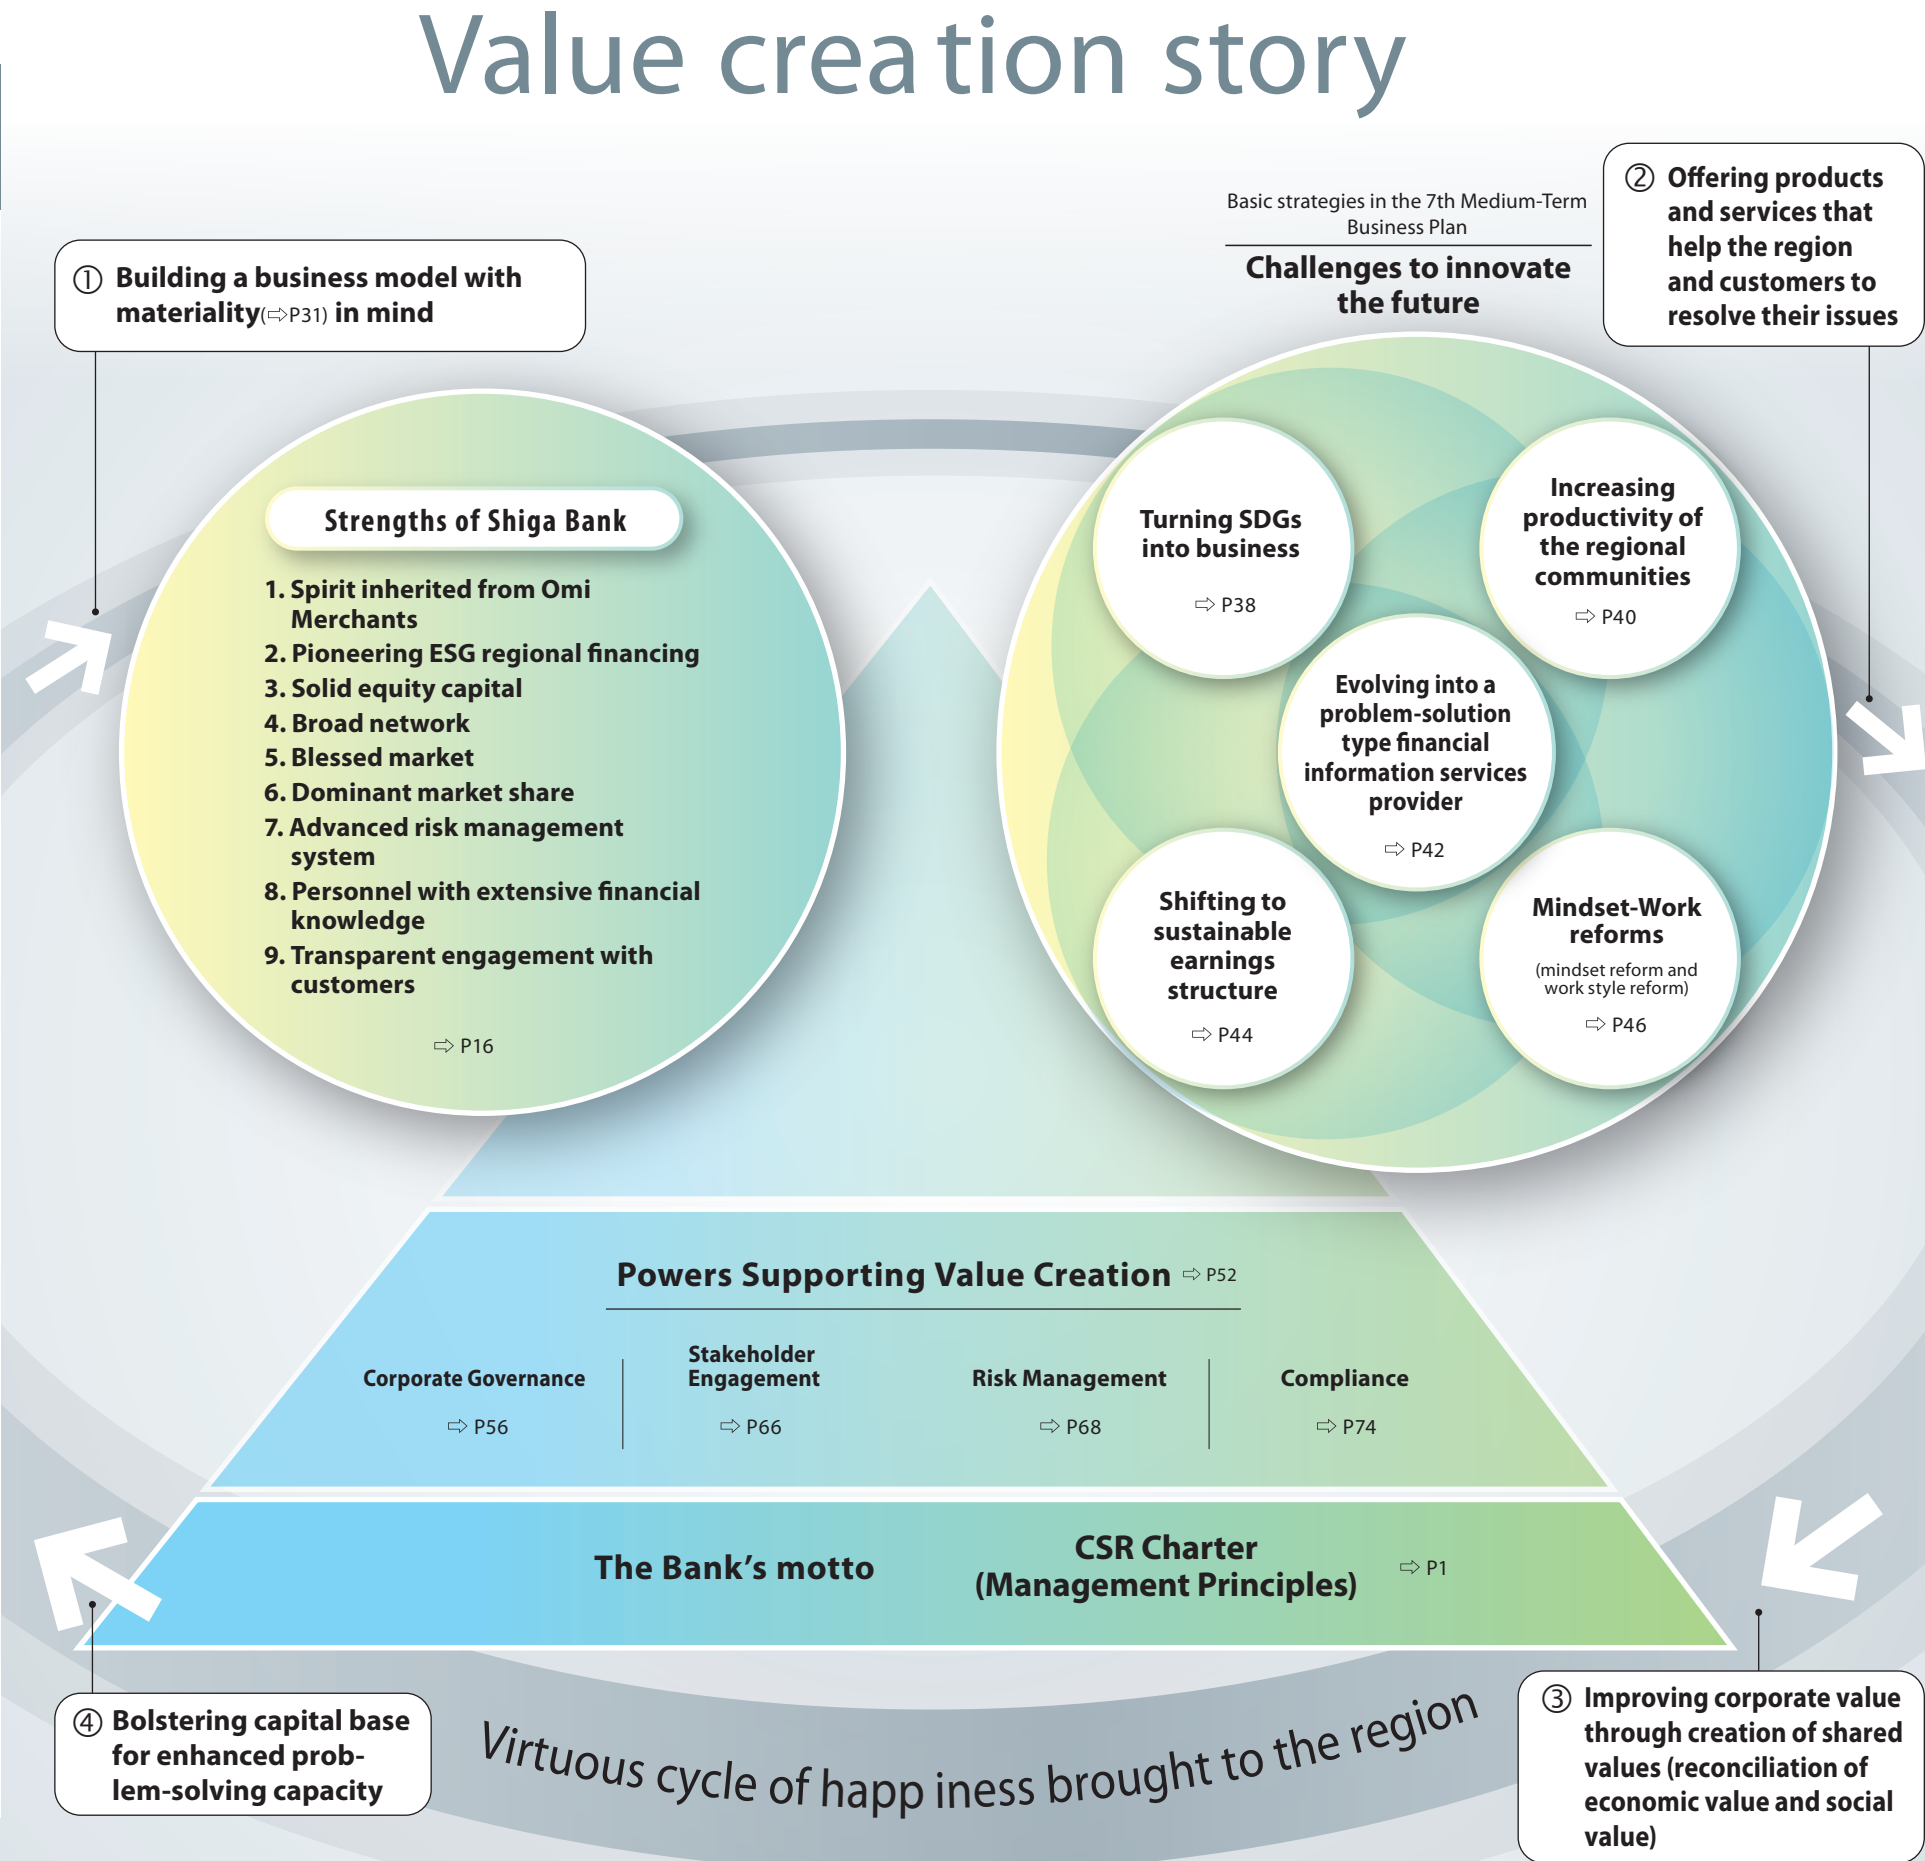 Value creation story
① Building a business model with
materiality(⇨P31) in mind
Basic strategies in the 7th Medium-Term
Business Plan
Challenges to innovate
the future
② Offering products
and services that
help the region
and customers to
resolve their issues
Strengths of Shiga Bank
1. Spirit inherited from Omi
Merchants
2. Pioneering ESG regional financing
3. Solid equity capital
4. Broad network
5. Blessed market
6. Dominant market share
7. Advanced risk management
system
8. Personnel with extensive financial
knowledge
9. Transparent engagement with
customers
⇨ P16
Turning SDGs
into business
⇨ P38
Increasing
productivity of
the regional
communities
⇨ P40
Evolving into a
problem-solution
type financial
information services
provider
⇨ P42
Shifting to
sustainable
earnings
structure
⇨ P44
Mindset-Work
reforms
(mindset reform and
work style reform)
⇨ P46
Powers Supporting Value Creation ⇨ P52
Corporate Governance
⇨ P56
Stakeholder
Engagement
⇨ P66
Risk Management
⇨ P68
Compliance
⇨ P74
The Bank's motto
CSR Charter
(Management Principles)
⇨ P1
③ Improving corporate value
through creation of shared
values (reconciliation of
economic value and social
value)
④ Bolstering capital base
for enhanced prob-
lem-solving capacity
Virtuous cycle of happ iness brought to the region